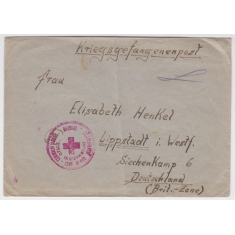 Kriegsgefangenenpost
Frau
Elisabeth Henkel
Lippstadt i. Westf.
Siechenkamp 6
Deutschland
(Brit.-Zone)